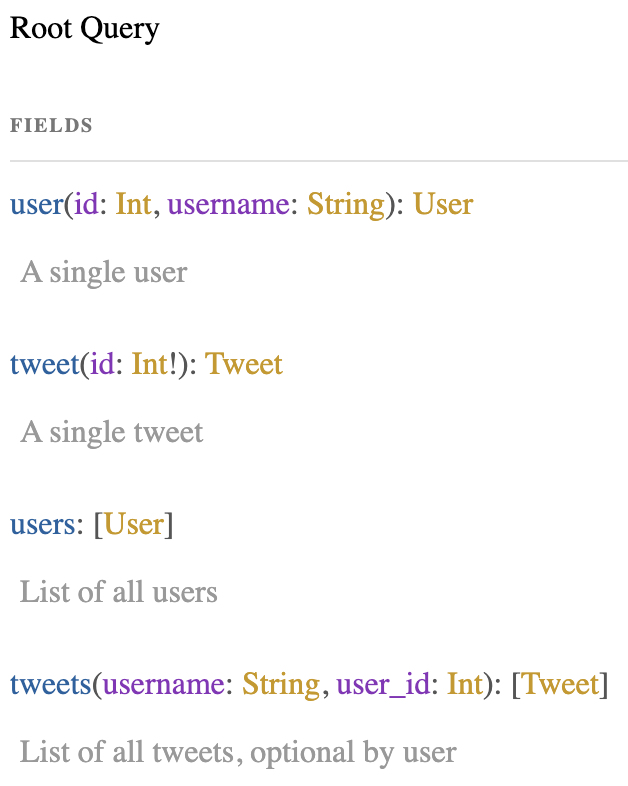 Root Query
FIELDS
user(id: Int, username: String): User
A single user
tweet(id: Int!): Tweet
A single tweet
users: [User]
List of all users
tweets(username: String, user_id: Int): [Tweet]
List of all tweets, optional by user